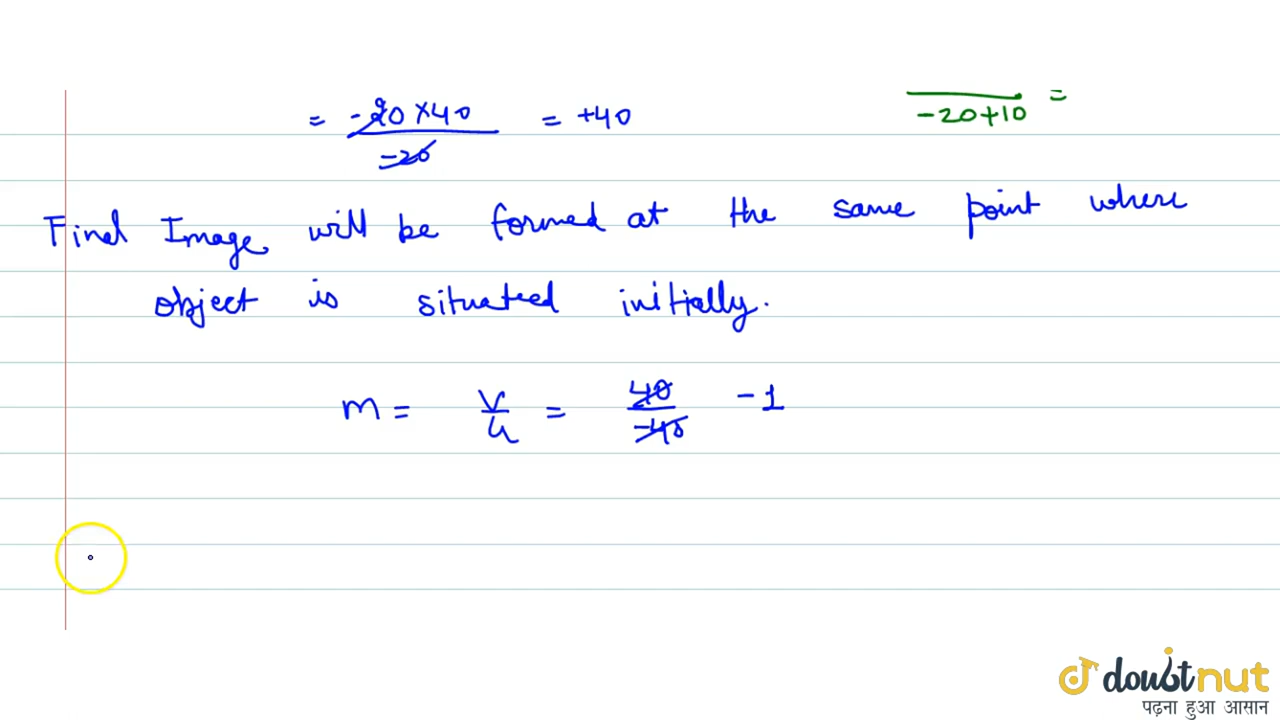 = -20 × 40 / -20 = +40
-20+10 =
Final Image will be formed at the same point where
object is situated initially.
m = v/u = 40/-40 -1
doubtnut
पढ़ना हुआ आसान